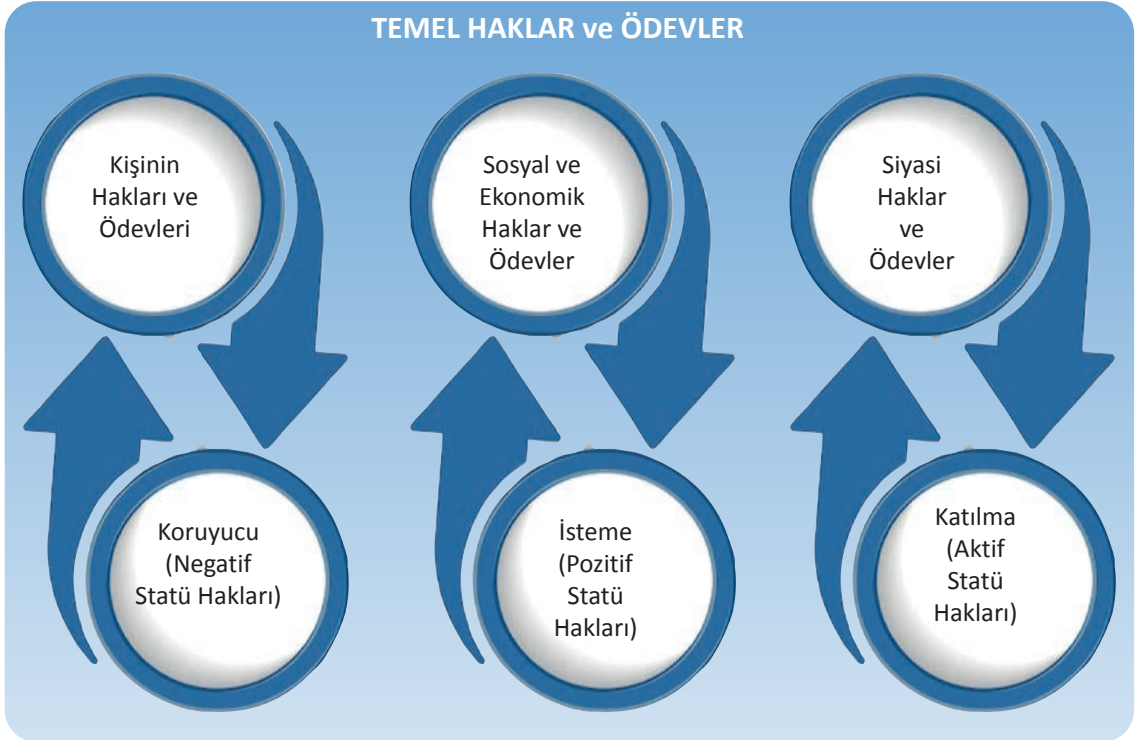 TEMEL HAKLAR ve ÖDEVLER
Kişinin
Hakları ve
Ödevleri
Sosyal ve
Ekonomik
Haklar ve
Ödevler
Siyasi
Haklar
ve
Ödevler
Koruyucu
(Negatif
Statü Hakları)
İsteme
(Pozitif
Statü
Hakları)
Katılma
(Aktif
Statü
Hakları)